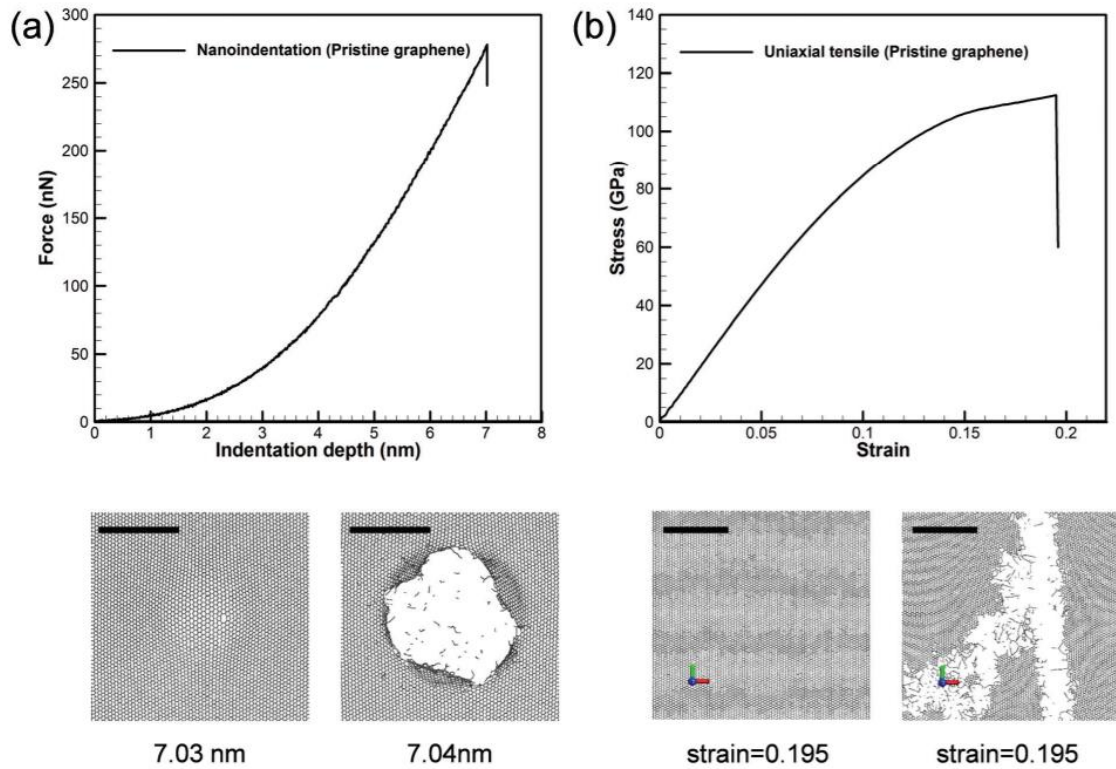 (a)
300
250
200
150
100
50
0
Force (nN)
Nanoindentation (Pristine graphene)
0 1 2 3 4 5 6 7 8
Indentation depth (nm)
(b)
140
120
100
80
60
40
20
0
Stress (GPa)
Uniaxial tensile (Pristine graphene)
0 0.05 0.1 0.15 0.2
Strain
7.03 nm
7.04nm
strain=0.195
strain=0.195